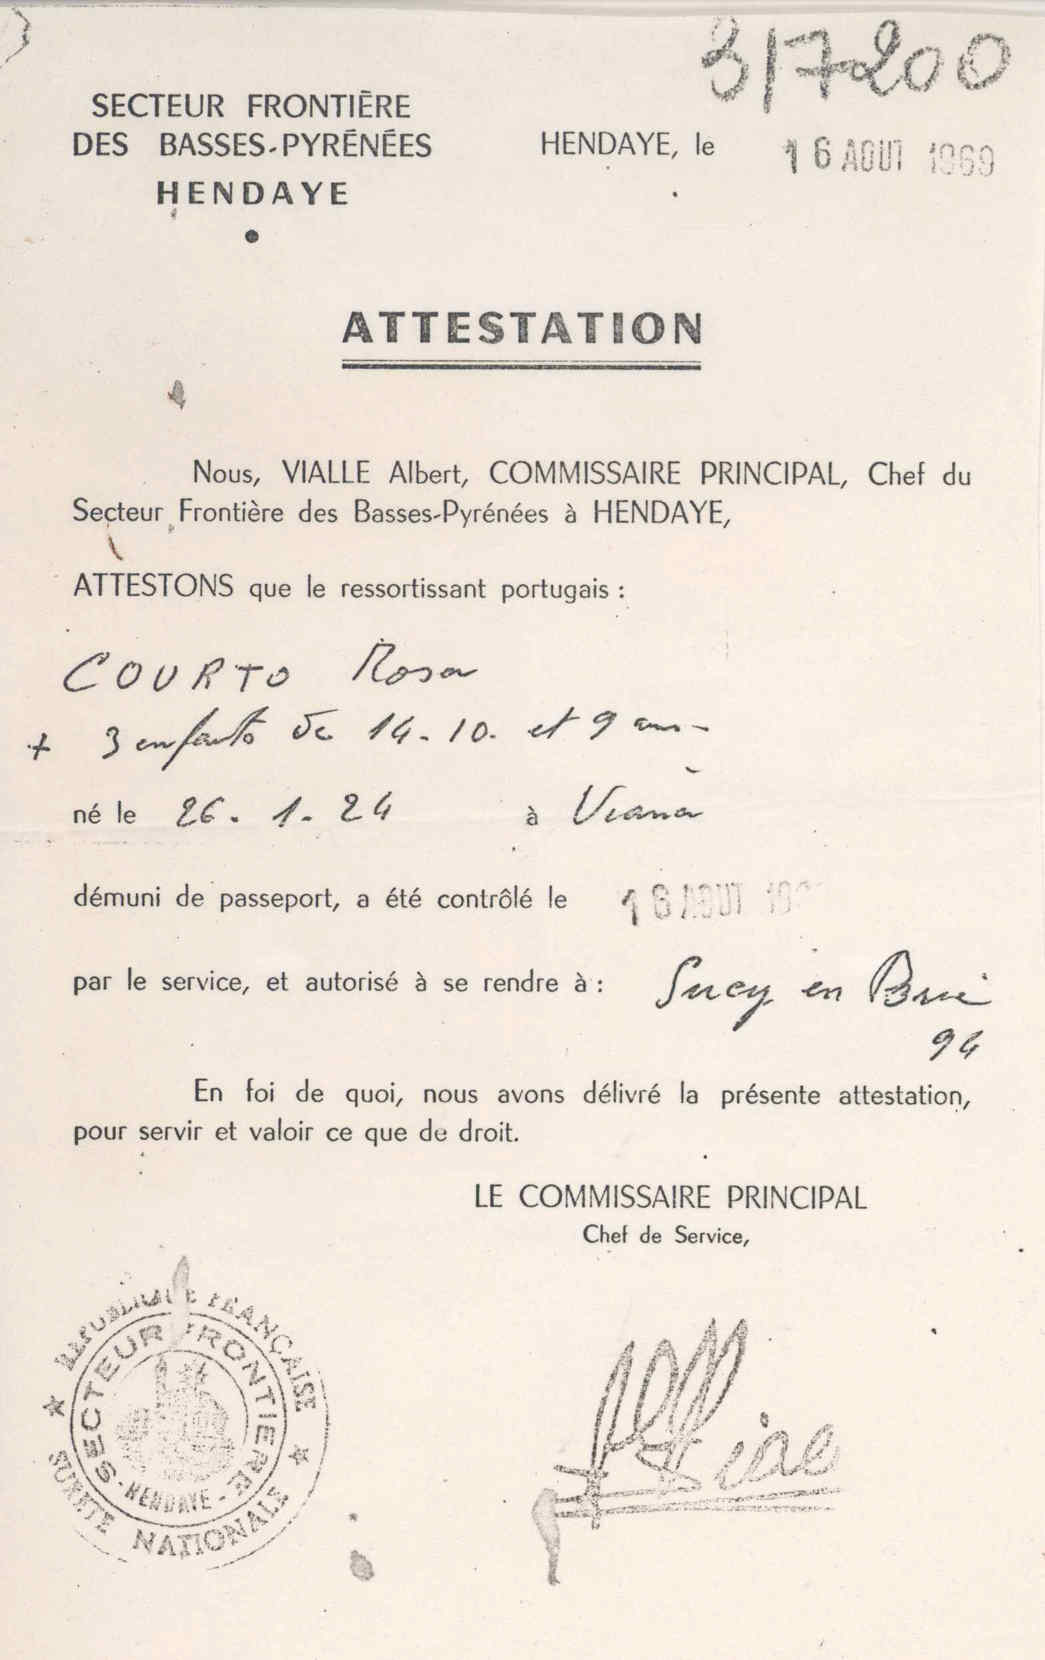 3/7200
SECTEUR FRONTIÈRE
DES BASSES-PYRÉNÉES
HENDAYE
HENDAYE, le 16 AOUT 1969
ATTESTATION
Nous, VIALLE Albert, COMMISSAIRE PRINCIPAL, Chef du
Secteur Frontière des Basses-Pyrénées à HENDAYE,
ATTESTONS que le ressortissant portugais :
COURTO Rosa
+ 3 enfants de 14. 10. et 9 ans -
né le 26. 1. 24 à Viana
démuni de passeport, a été contrôlé le 16 AOUT
par le service, et autorisé à se rendre à : Sucy en Brie
94
En foi de quoi, nous avons délivré la présente attestation,
pour servir et valoir ce que de droit.
LE COMMISSAIRE PRINCIPAL
Chef de Service,
RÉPUBLIQUE FRANÇAISE
SECTEUR FRONTIERE
- HENDAYE -
SURETE NATIONALE